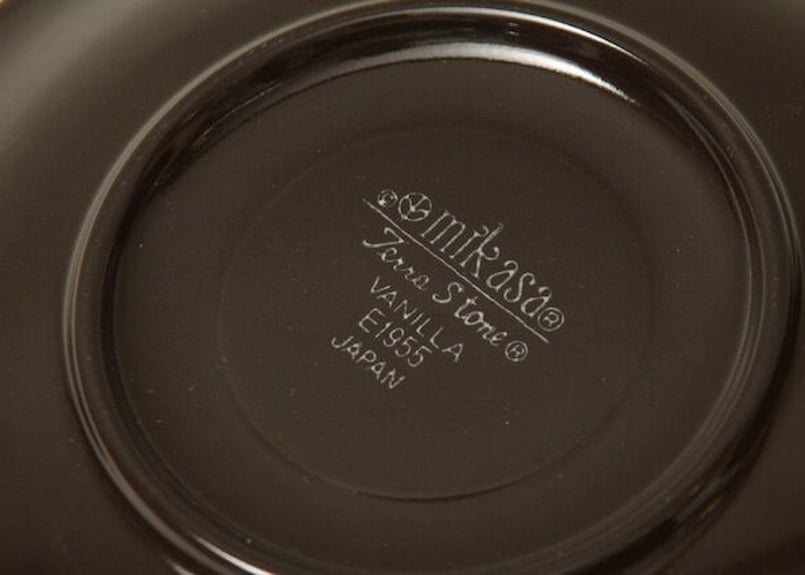 © mikasa®
Terra Stone®
VANILLA
E1955
JAPAN